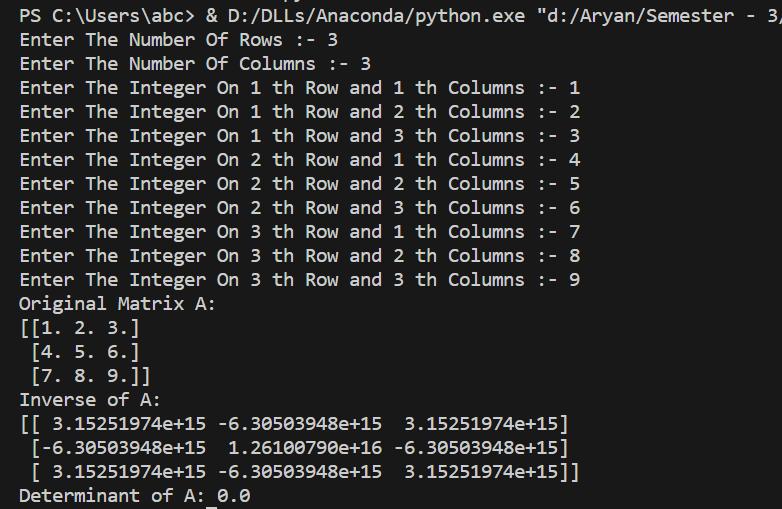 PS C:\Users\abc> & D:/DLLs/Anaconda/python.exe "d:/Aryan/Semester - 3/
Enter The Number Of Rows :- 3
Enter The Number Of Columns :- 3
Enter The Integer On 1 th Row and 1 th Columns :- 1
Enter The Integer On 1 th Row and 2 th Columns :- 2
Enter The Integer On 1 th Row and 3 th Columns :- 3
Enter The Integer On 2 th Row and 1 th Columns :- 4
Enter The Integer On 2 th Row and 2 th Columns :- 5
Enter The Integer On 2 th Row and 3 th Columns :- 6
Enter The Integer On 3 th Row and 1 th Columns :- 7
Enter The Integer On 3 th Row and 2 th Columns :- 8
Enter The Integer On 3 th Row and 3 th Columns :- 9
Original Matrix A:
[[1. 2. 3.]
 [4. 5. 6.]
 [7. 8. 9.]]
Inverse of A:
[[ 3.15251974e+15 -6.30503948e+15  3.15251974e+15]
 [-6.30503948e+15  1.26100790e+16 -6.30503948e+15]
 [ 3.15251974e+15 -6.30503948e+15  3.15251974e+15]]
Determinant of A: 0.0